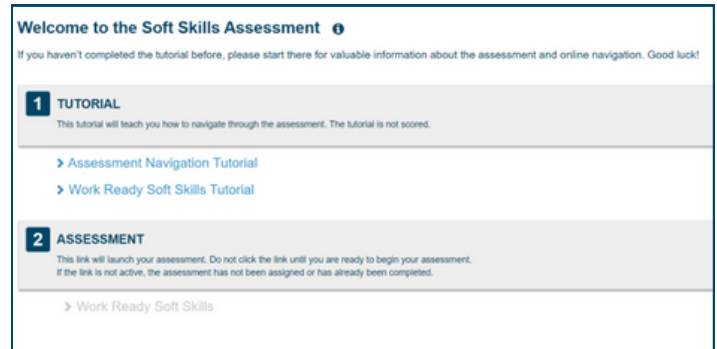 Welcome to the Soft Skills Assessment
If you haven't completed the tutorial before, please start there for valuable information about the assessment and online navigation. Good luck!
1 TUTORIAL
This tutorial will teach you how to navigate through the assessment. The tutorial is not scored.
> Assessment Navigation Tutorial
> Work Ready Soft Skills Tutorial
2 ASSESSMENT
This link will launch your assessment. Do not click the link until you are ready to begin your assessment.
If the link is not active, the assessment has not been assigned or has already been completed.
> Work Ready Soft Skills